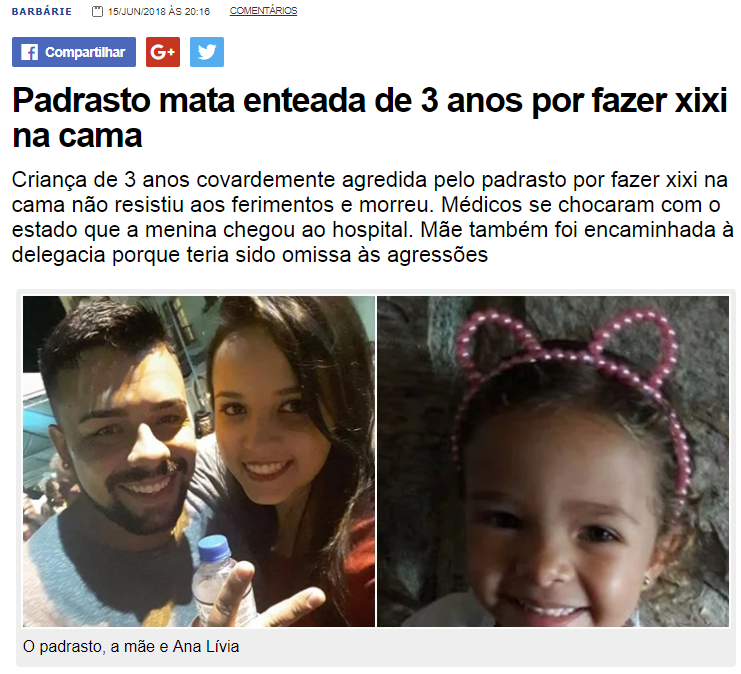 BARBÁRIE 15/JUN/2018 ÀS 20:16 COMENTÁRIOS
Compartilhar G+
Padrasto mata enteada de 3 anos por fazer xixi
na cama
Criança de 3 anos covardemente agredida pelo padrasto por fazer xixi na
cama não resistiu aos ferimentos e morreu. Médicos se chocaram com o
estado que a menina chegou ao hospital. Mãe também foi encaminhada à
delegacia porque teria sido omissa às agressões
O padrasto, a mãe e Ana Lívia